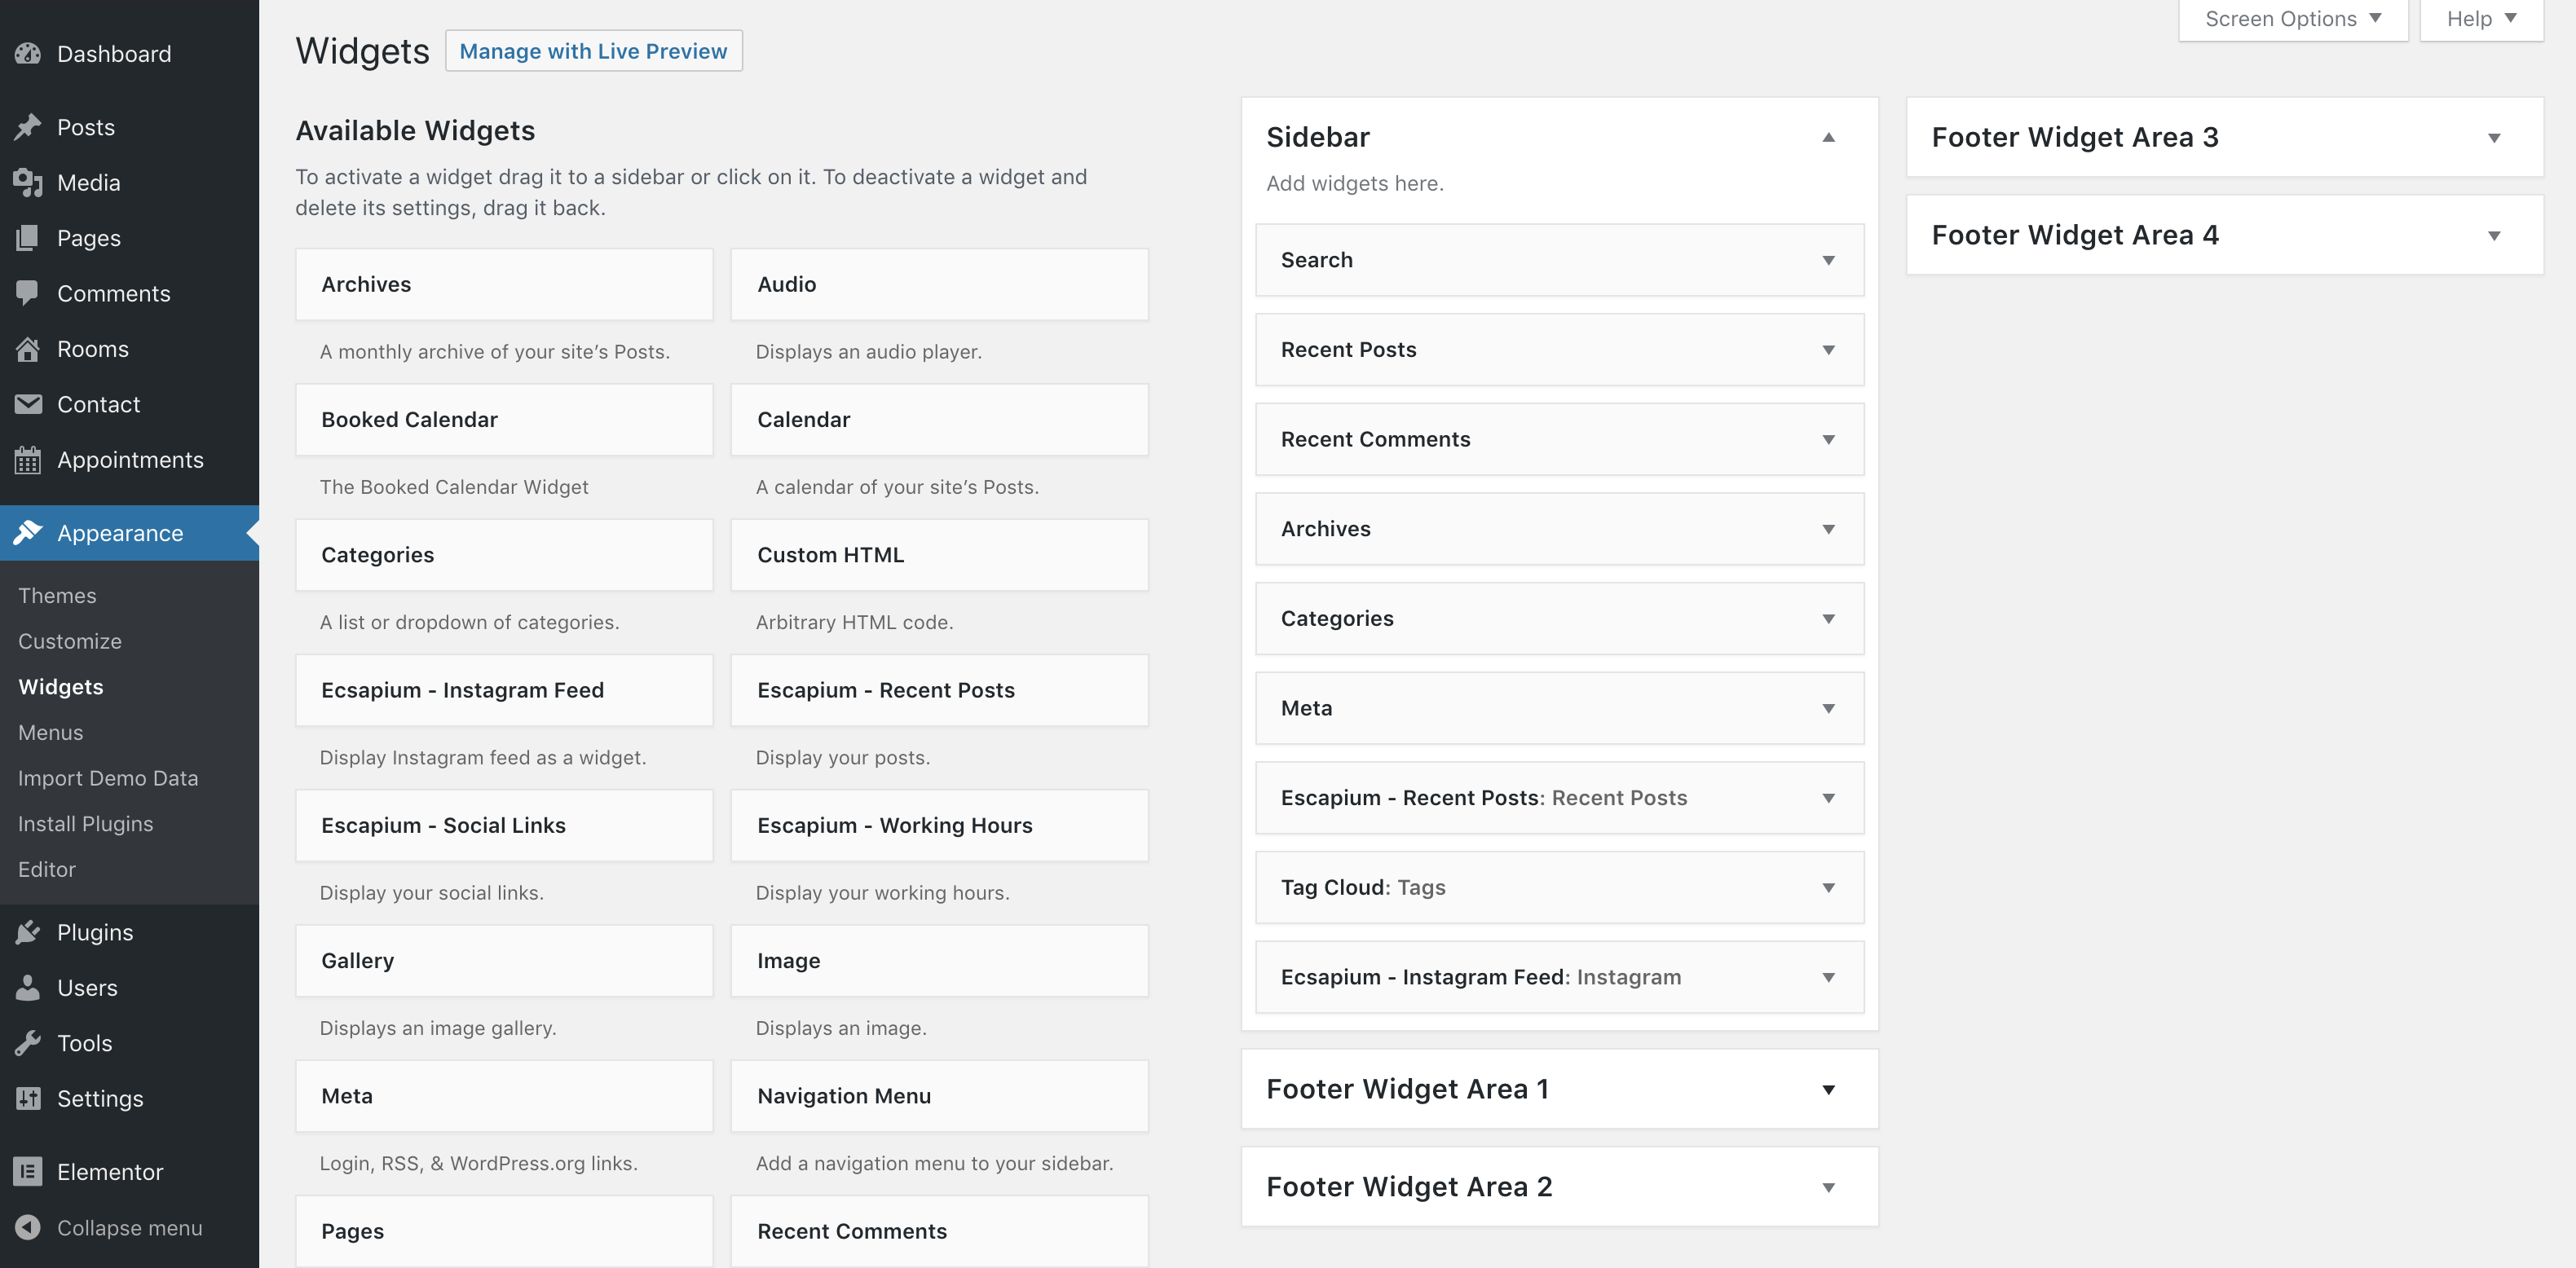 Dashboard
Posts
Media
Pages
Comments
Rooms
Contact
Appointments
Appearance
Themes
Customize
Widgets
Menus
Import Demo Data
Install Plugins
Editor
Plugins
Users
Tools
Settings
Elementor
Collapse menu
Screen Options
Help
Widgets
Manage with Live Preview
Available Widgets
To activate a widget drag it to a sidebar or click on it. To deactivate a widget and
delete its settings, drag it back.
Archives
Audio
A monthly archive of your site’s Posts.
Displays an audio player.
Booked Calendar
Calendar
The Booked Calendar Widget
A calendar of your site’s Posts.
Categories
Custom HTML
A list or dropdown of categories.
Arbitrary HTML code.
Ecsapium - Instagram Feed
Escapium - Recent Posts
Display Instagram feed as a widget.
Display your posts.
Escapium - Social Links
Escapium - Working Hours
Display your social links.
Display your working hours.
Gallery
Image
Displays an image gallery.
Displays an image.
Meta
Navigation Menu
Login, RSS, & WordPress.org links.
Add a navigation menu to your sidebar.
Pages
Recent Comments
Sidebar
Add widgets here.
Search
Recent Posts
Recent Comments
Archives
Categories
Meta
Escapium - Recent Posts: Recent Posts
Tag Cloud: Tags
Ecsapium - Instagram Feed: Instagram
Footer Widget Area 1
Footer Widget Area 2
Footer Widget Area 3
Footer Widget Area 4